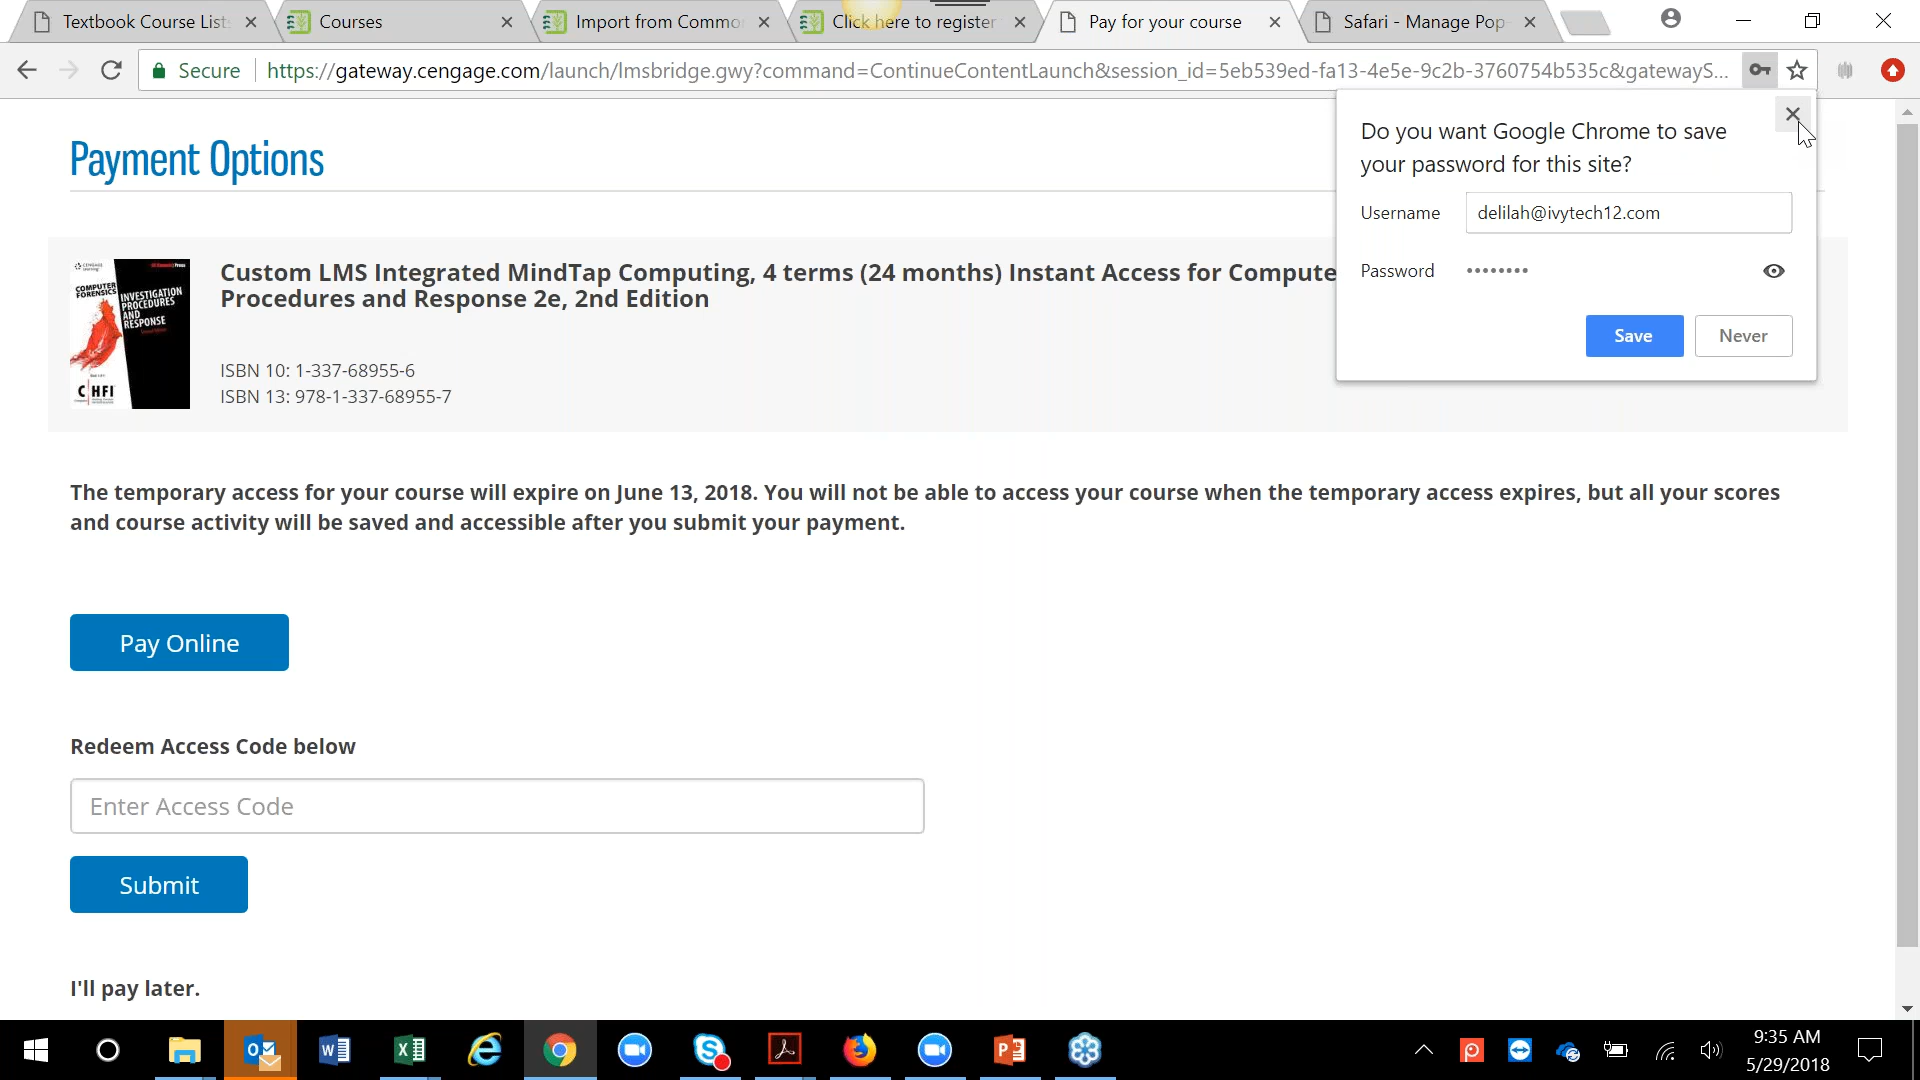 Textbook Course List
Courses
Import from Commo
Click here to register
Pay for your course
Safari - Manage Pop
Secure
https://gateway.cengage.com/launch/lmsbridge.gwy?command=ContinueContentLaunch&session_id=5eb539ed-fa13-4e5e-9c2b-3760754b535c&gatewayS...
Do you want Google Chrome to save
your password for this site?
Username delilah@ivytech12.com
Password ••••••••
Save Never
Payment Options
COMPUTER
FORENSICS
INVESTIGATION
PROCEDURES
AND
RESPONSE
C HFI
Custom LMS Integrated MindTap Computing, 4 terms (24 months) Instant Access for Compute
Procedures and Response 2e, 2nd Edition
ISBN 10: 1-337-68955-6
ISBN 13: 978-1-337-68955-7
The temporary access for your course will expire on June 13, 2018. You will not be able to access your course when the temporary access expires, but all your scores
and course activity will be saved and accessible after you submit your payment.
Pay Online
Redeem Access Code below
Enter Access Code
Submit
I'll pay later.
9:35 AM
5/29/2018